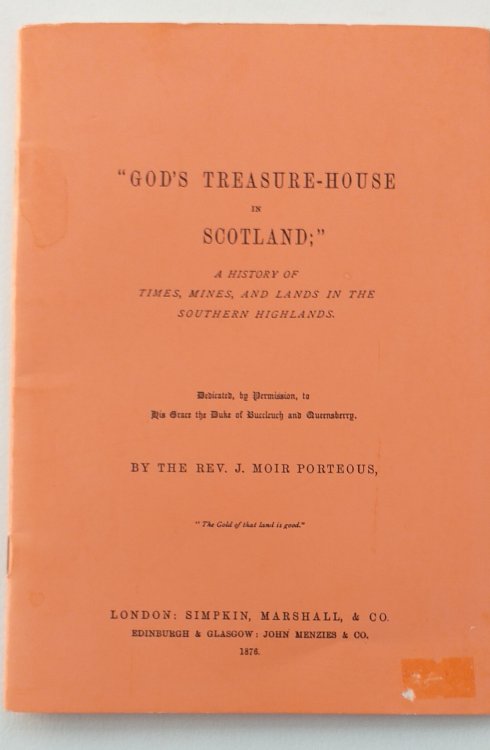 "GOD'S TREASURE-HOUSE
IN
SCOTLAND;"
A HISTORY OF
TIMES, MINES, AND LANDS IN THE
SOUTHERN HIGHLANDS.
Dedicated, by Permission, to
His Grace the Duke of Buccleuch and Queensberry.
BY THE REV. J. MOIR PORTEOUS,
"The Gold of that land is good."
LONDON: SIMPKIN, MARSHALL, & CO.
EDINBURGH & GLASGOW: JOHN MENZIES & CO.
1876.